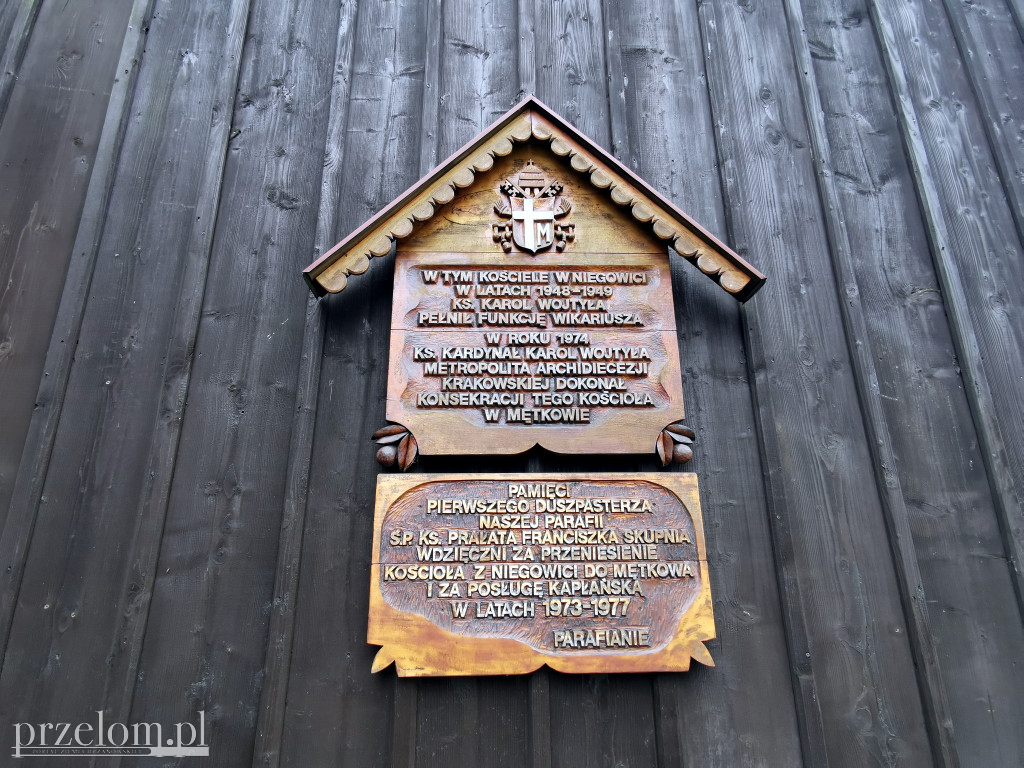 M
W TYM KOŚCIELE W NIEGOWICI
W LATACH 1948-1949
KS. KAROL WOJTYŁA
PEŁNIŁ FUNKCJĘ WIKARIUSZA
W ROKU 1974
KS. KARDYNAŁ KAROL WOJTYŁA
METROPOLITA ARCHIDIECEZJI
KRAKOWSKIEJ DOKONAŁ
KONSEKRACJI TEGO KOŚCIOŁA
W MĘTKOWIE
PAMIĘCI
PIERWSZEGO DUSZPASTERZA
NASZEJ PARAFII
Ś.P. KS. PRAŁATA FRANCISZKA SKUPNIA
WDZIĘCZNI ZA PRZENIESIENIE
KOŚCIOŁA Z NIEGOWICI DO MĘTKOWA
I ZA POSŁUGĘ KAPŁAŃSKĄ
W LATACH 1973-1977
PARAFIANIE
przelom.pl